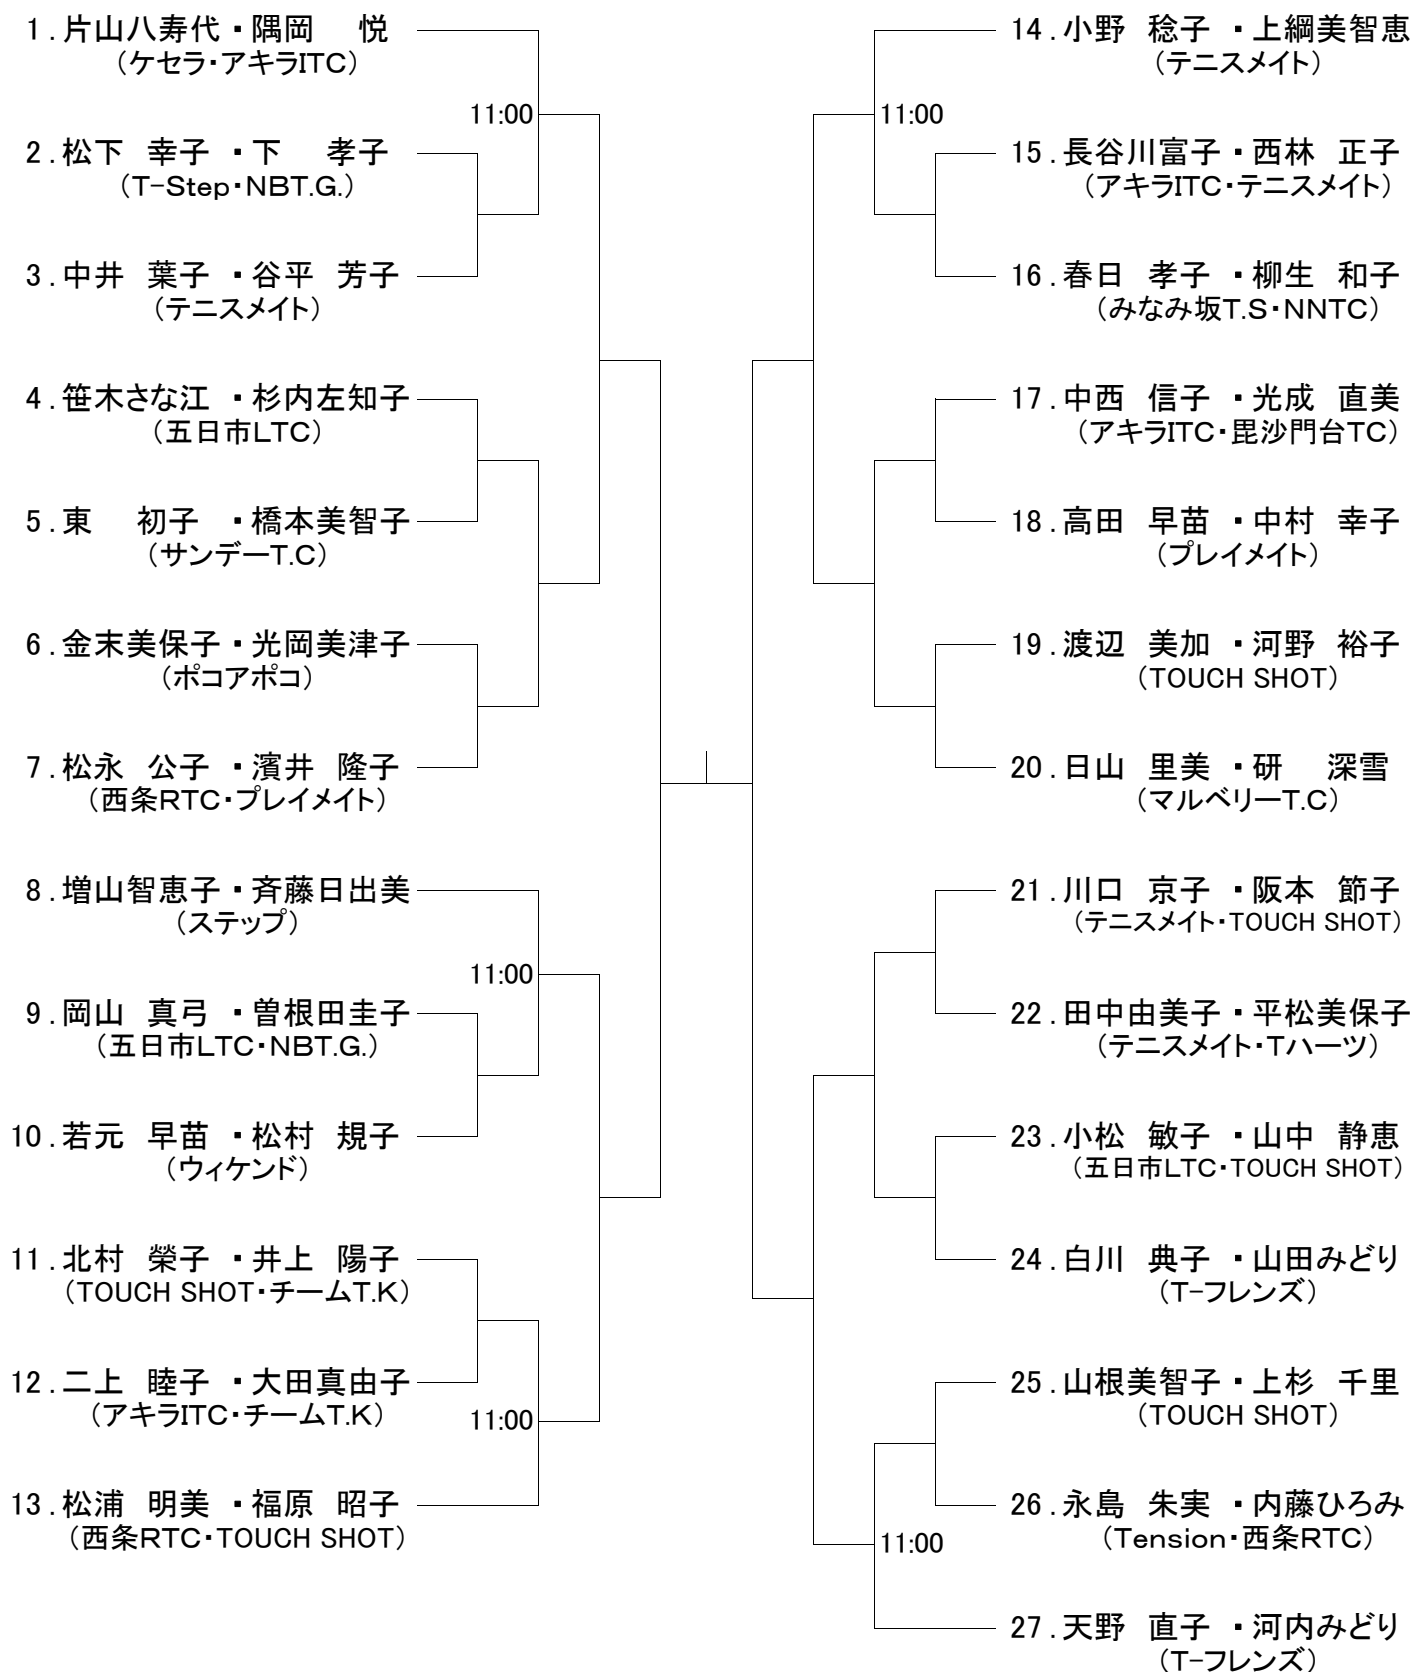 1.片山八寿代・隅岡 悦
(ケセラ・アキラITC)
11:00
2.松下 幸子・下 孝子
(T-Step・NBT.G.)
3.中井 葉子・谷平 芳子
(テニスメイト)
4.笹木さな江・杉内左知子
(五日市LTC)
5.東 初子・橋本美智子
(サンデーT.C)
6.金末美保子・光岡美津子
(ポコアポコ)
7.松永 公子・濱井 隆子
(西条RTC・プレイメイト)
8.増山智恵子・斉藤日出美
(ステップ)
11:00
9.岡山 真弓・曽根田圭子
(五日市LTC・NBT.G.)
10.若元 早苗・松村 規子
(ウィケンド)
11.北村 榮子・井上 陽子
(TOUCH SHOT・チームT.K)
12.二上 睦子・大田真由子
(アキラITC・チームT.K)
11:00
13.松浦 明美・福原 昭子
(西条RTC・TOUCH SHOT)
14.小野 稔子・上綱美智恵
(テニスメイト)
11:00
15.長谷川富子・西林 正子
(アキラITC・テニスメイト)
16.春日 孝子・柳生 和子
(みなみ坂T.S・NNTC)
17.中西 信子・光成 直美
(アキラITC・毘沙門台TC)
18.高田 早苗・中村 幸子
(プレイメイト)
19.渡辺 美加・河野 裕子
(TOUCH SHOT)
20.日山 里美・研 深雪
(マルベリーT.C)
21.川口 京子・阪本 節子
(テニスメイト・TOUCH SHOT)
22.田中由美子・平松美保子
(テニスメイト・Tハーツ)
23.小松 敏子・山中 静恵
(五日市LTC・TOUCH SHOT)
24.白川 典子・山田みどり
(T-フレンズ)
25.山根美智子・上杉 千里
(TOUCH SHOT)
26.永島 朱実・内藤ひろみ
(Tension・西条RTC)
11:00
27.天野 直子・河内みどり
(T-フレンズ)